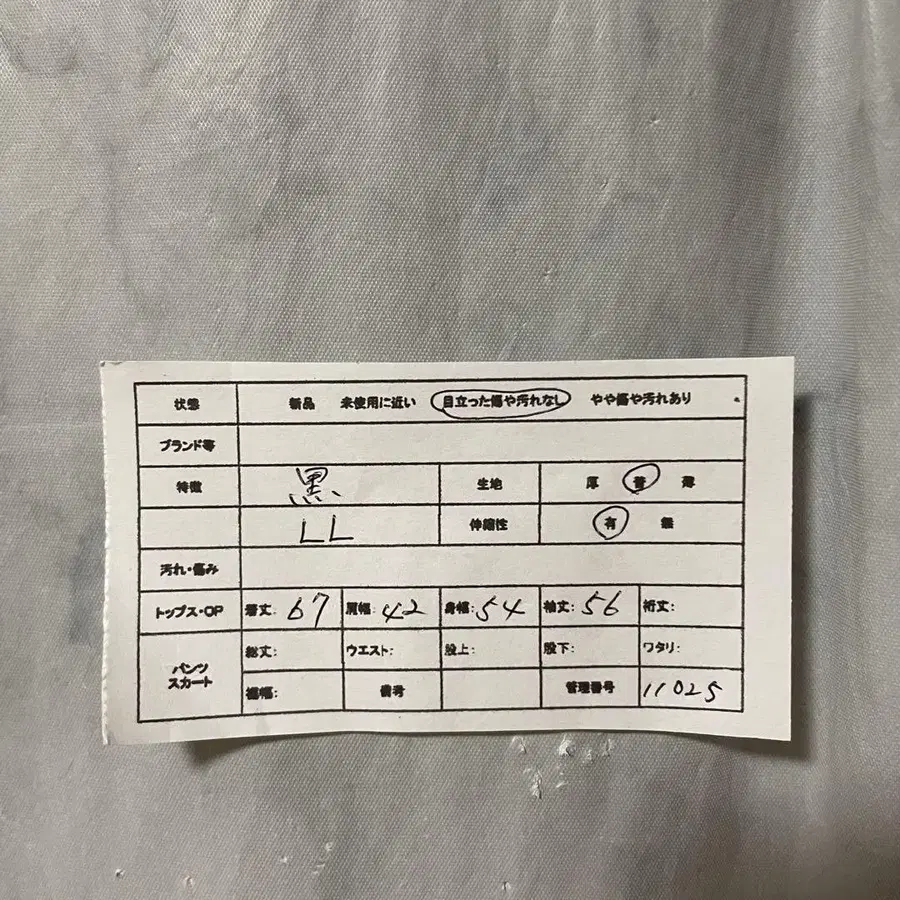 状態 新品 未使用に近い 目立った傷や汚れなし やや傷や汚れあり
ブランド等
特徴 黒 生地 厚 普 薄
LL 伸縮性 有 無
汚れ・傷み
トップス・OP 着丈: 67 肩幅: 42 身幅: 54 袖丈: 56 裄丈:
パンツ スカート 総丈: ウエスト: 股上: 股下: ワタリ:
裾幅: 備考 管理番号 11025